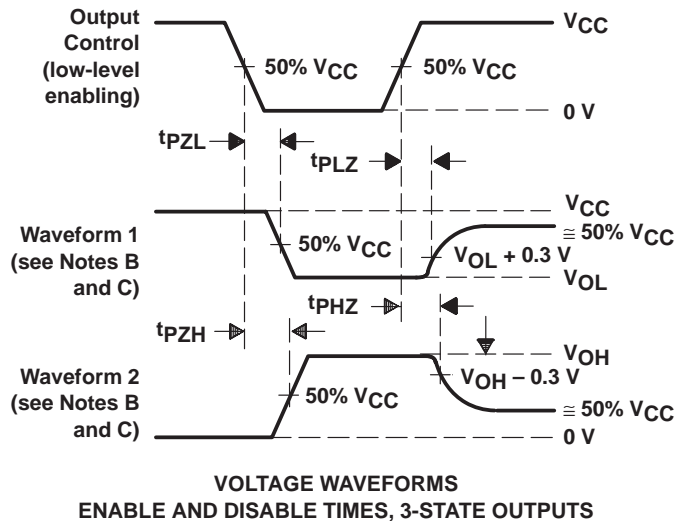 Output
Control
(low-level
enabling)
VCC
50% VCC
50% VCC
0 V
tPZL
tPLZ
VCC
Waveform 1
(see Notes B
and C)
50% VCC
≅ 50% VCC
VOL + 0.3 V
VOL
tPHZ
tPZH
VOH
Waveform 2
(see Notes B
and C)
VOH – 0.3 V
50% VCC
≅ 50% VCC
0 V
VOLTAGE WAVEFORMS
ENABLE AND DISABLE TIMES, 3-STATE OUTPUTS